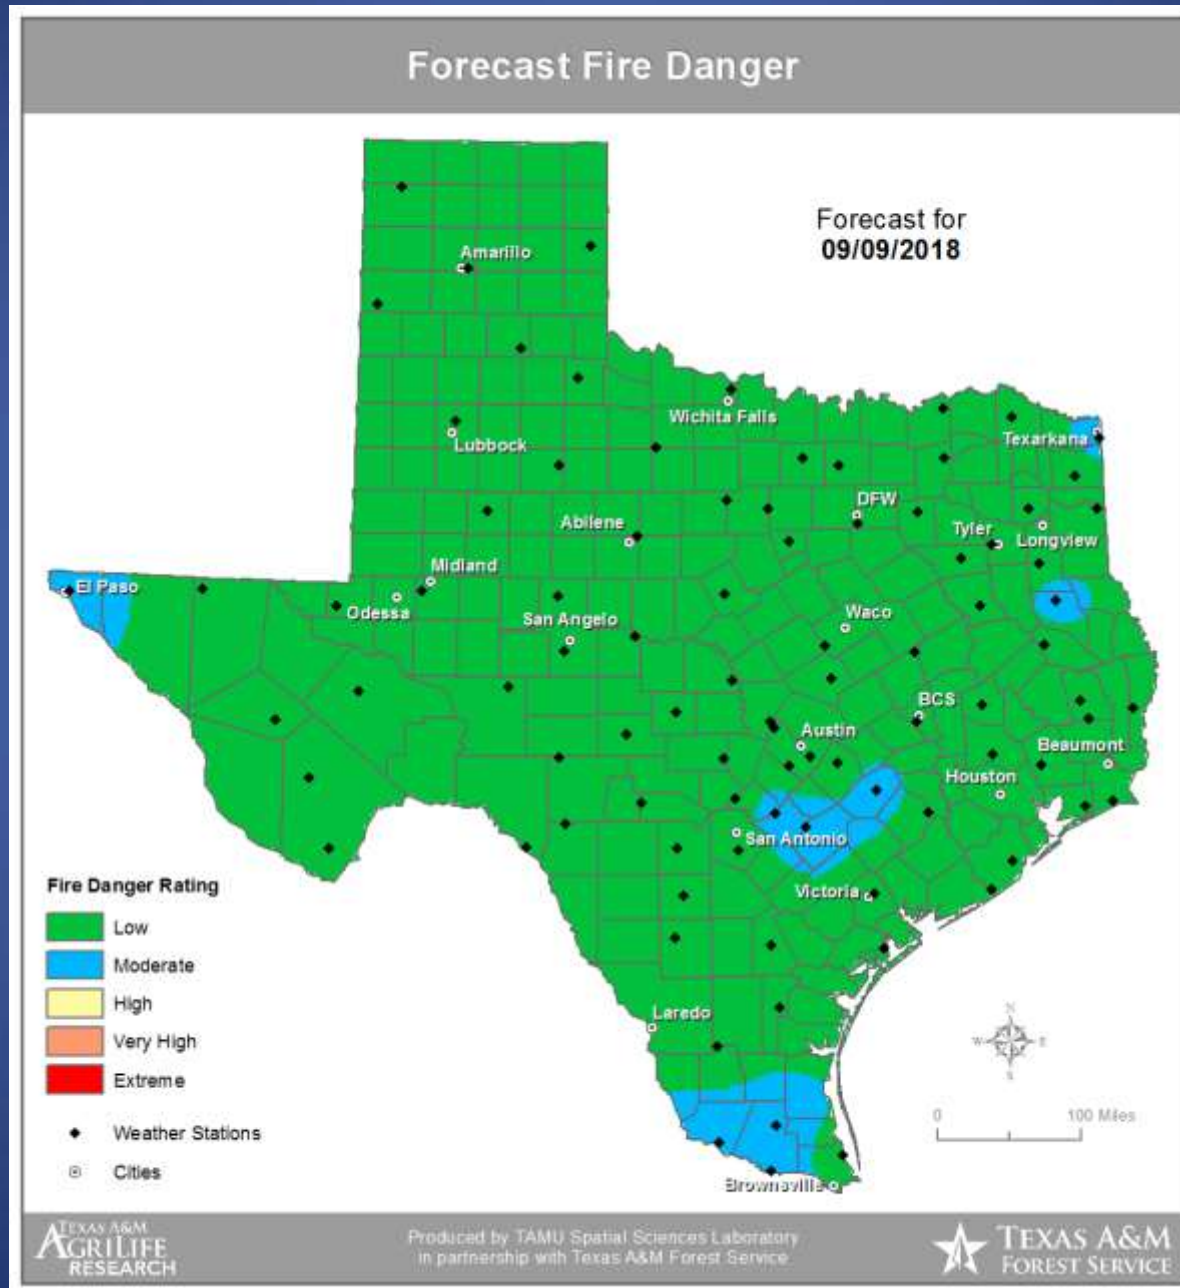 Forecast Fire Danger
Forecast for
09/09/2018
Amarillo
Wichita Falls
Lubbock
Texarkana
DFW
Abilene
Tyler
Longview
Midland
El Paso
Odessa
San Angelo
Waco
BCS
Austin
Beaumont
Houston
San Antonio
Victoria
Laredo
Brownsville
Fire Danger Rating
Low
Moderate
High
Very High
Extreme
Weather Stations
Cities
N
W E
S
0 100 Miles
TEXAS A&M
AGRILIFE
RESEARCH
Produced by TAMU Spatial Sciences Laboratory
in partnership with Texas A&M Forest Service
TEXAS A&M
FOREST SERVICE